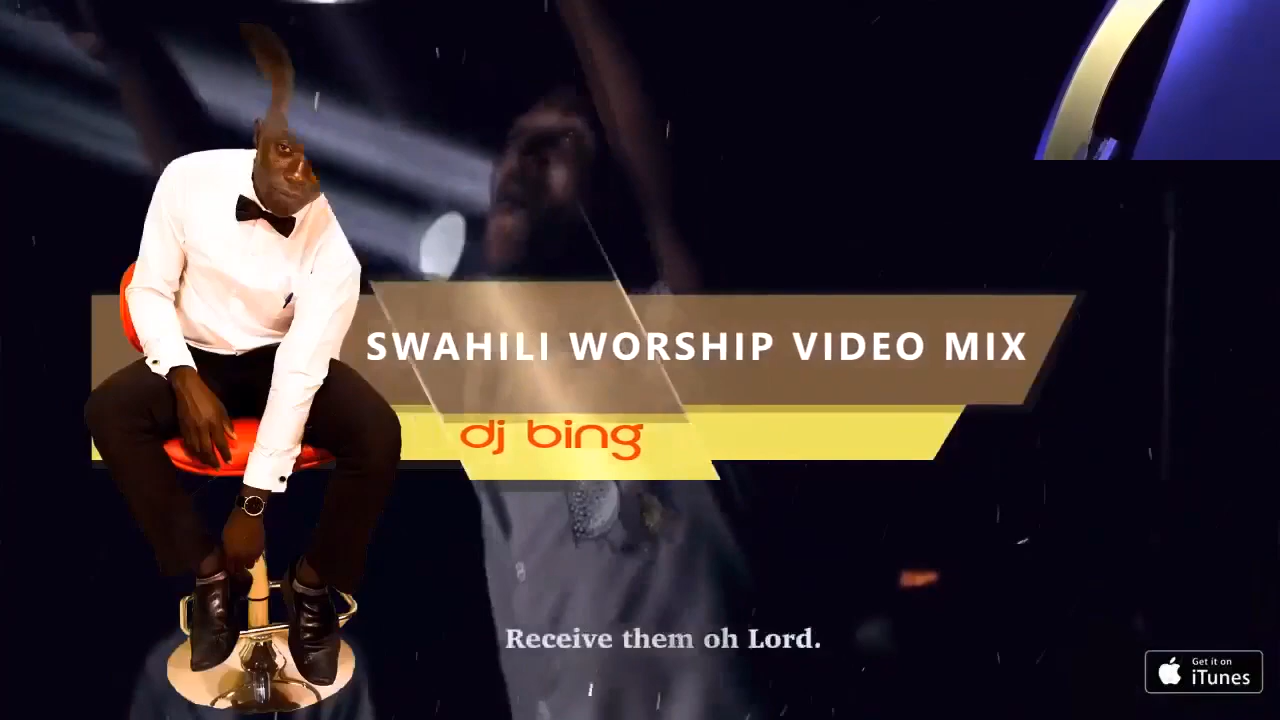 SWAHILI WORSHIP VIDEO MIX
dj bing
Receive them oh Lord.
Get it on
iTunes